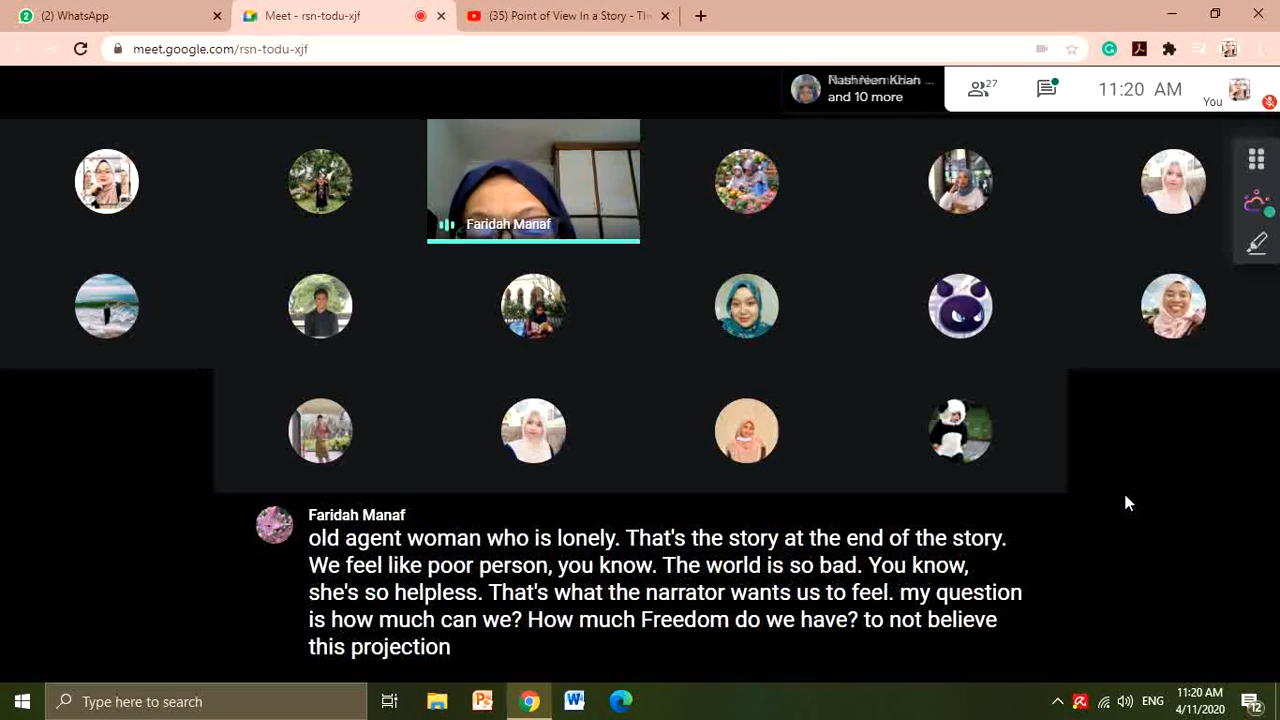 (2) WhatsApp
Meet - rsn-todu-xjf
(35) Point of View In a Story - Th
meet.google.com/rsn-todu-xjf
and 10 more
27
11:20 AM
You
Faridah Manaf
Faridah Manaf
old agent woman who is lonely. That's the story at the end of the story.
We feel like poor person, you know. The world is so bad. You know,
she's so helpless. That's what the narrator wants us to feel. my question
is how much can we? How much Freedom do we have? to not believe
this projection
Type here to search
ENG
11:20 AM
4/11/2020
12